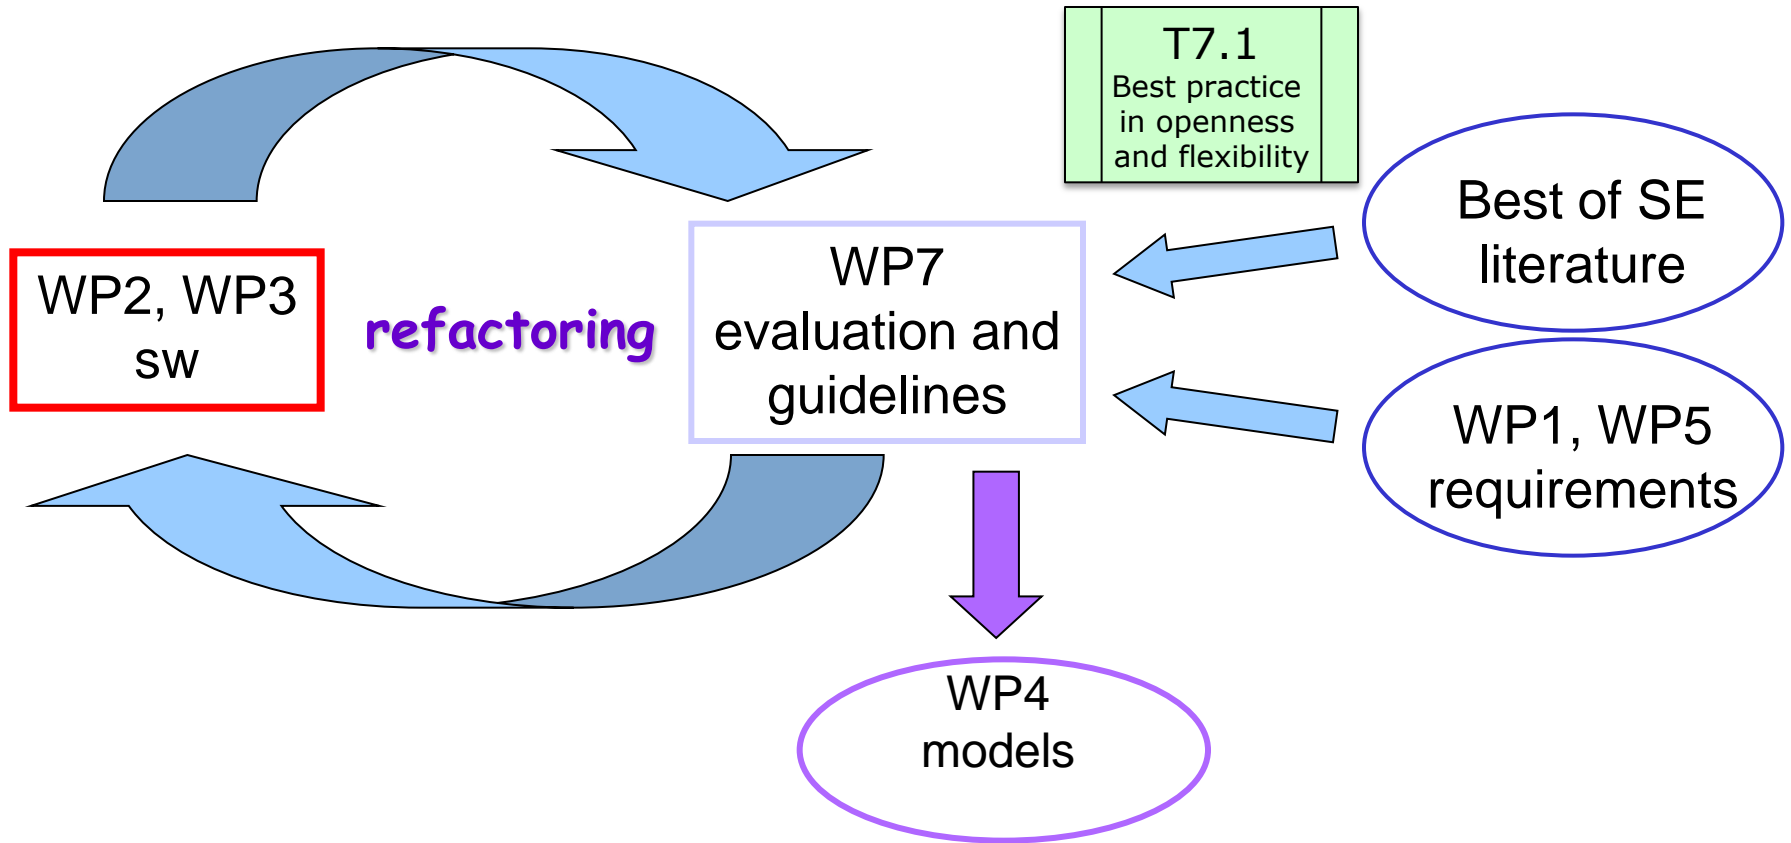 T7.1
Best practice
in openness
and flexibility
Best of SE
literature
WP2, WP3
sw
refactoring
WP7
evaluation and
guidelines
WP1, WP5
requirements
WP4
models